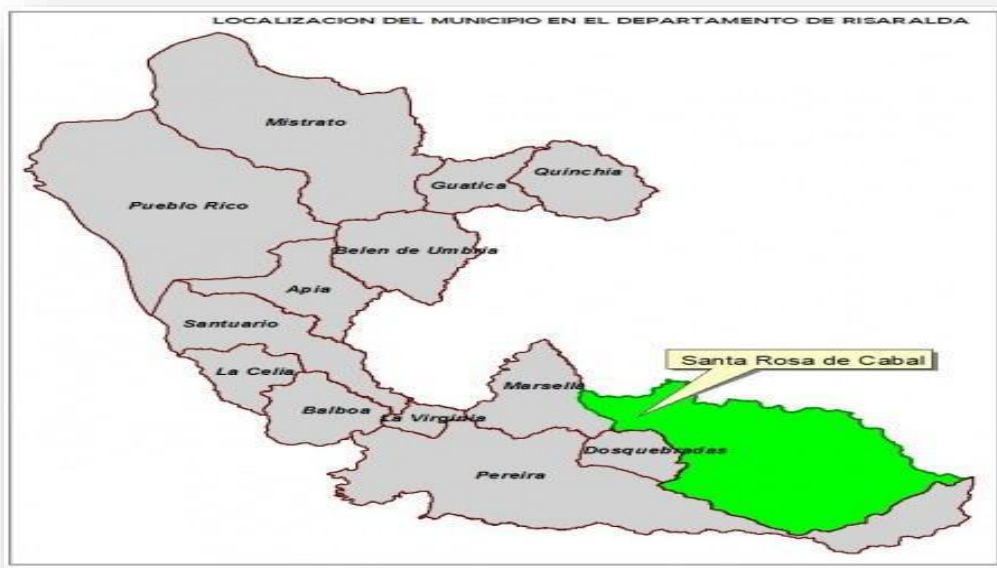 LOCALIZACION DEL MUNICIPIO EN EL DEPARTAMENTO DE RISARALDA
Mistrato
Quinchia
Guatica
Pueblo Rico
Belen de Umbria
Apia
Santuario
Santa Rosa de Cabal
La Celia
Marsella
Balboa
La Virginia
Dosquebradas
Pereira